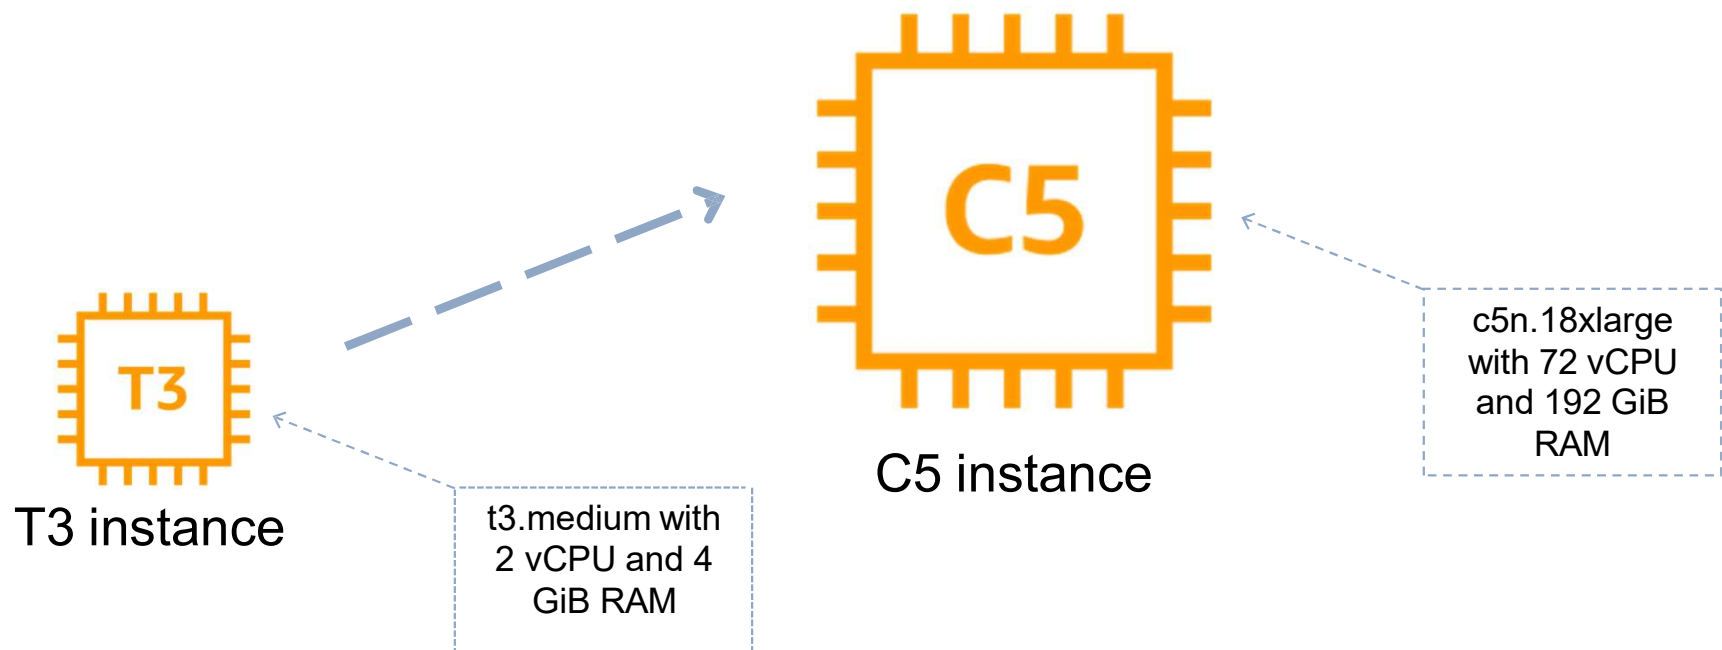 T3
T3 instance
t3.medium with
2 vCPU and 4
GiB RAM
C5
C5 instance
c5n.18xlarge
with 72 vCPU
and 192 GiB
RAM